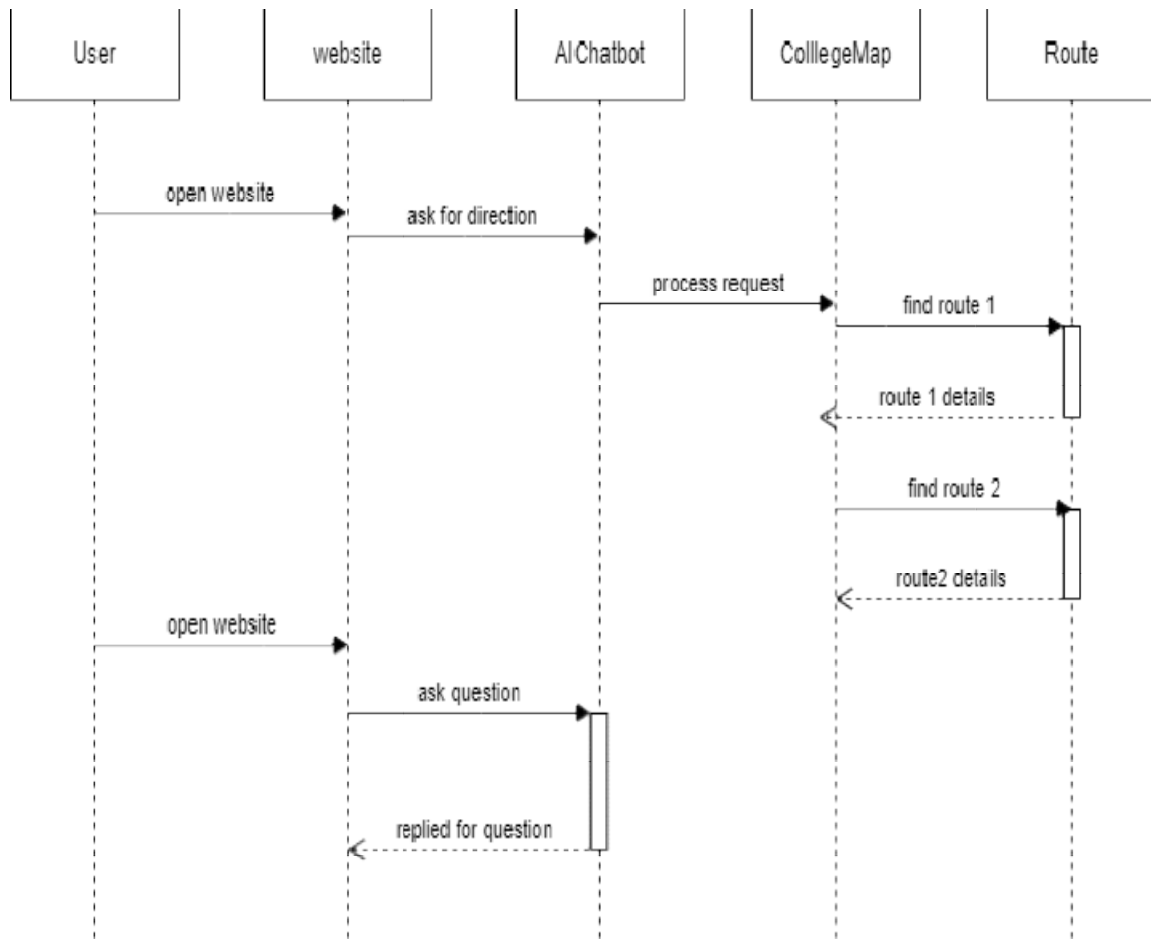 User
website
AIChatbot
ColllegeMap
Route
open website
ask for direction
process request
find route 1
route 1 details
find route 2
route2 details
open website
ask question
replied for question